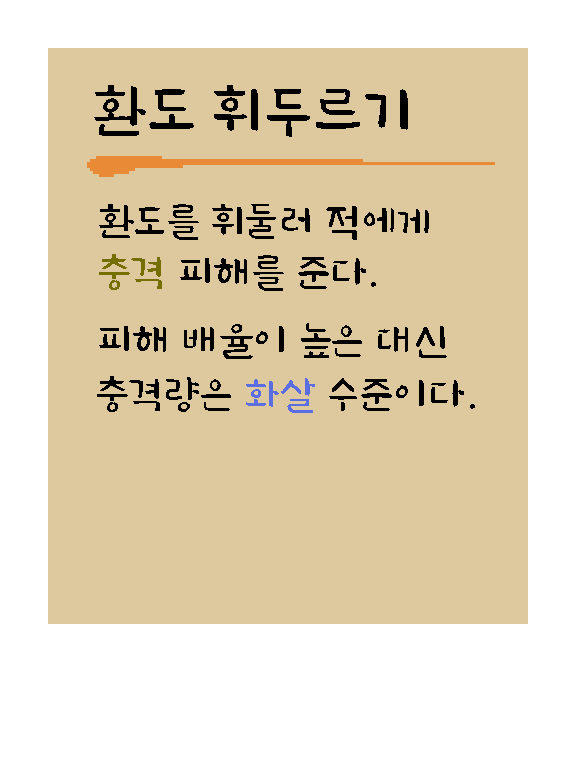 환도 휘두르기
환도를 휘둘러 적에게
충격 피해를 준다.
피해 배율이 높은 대신
충격량은 화살 수준이다.